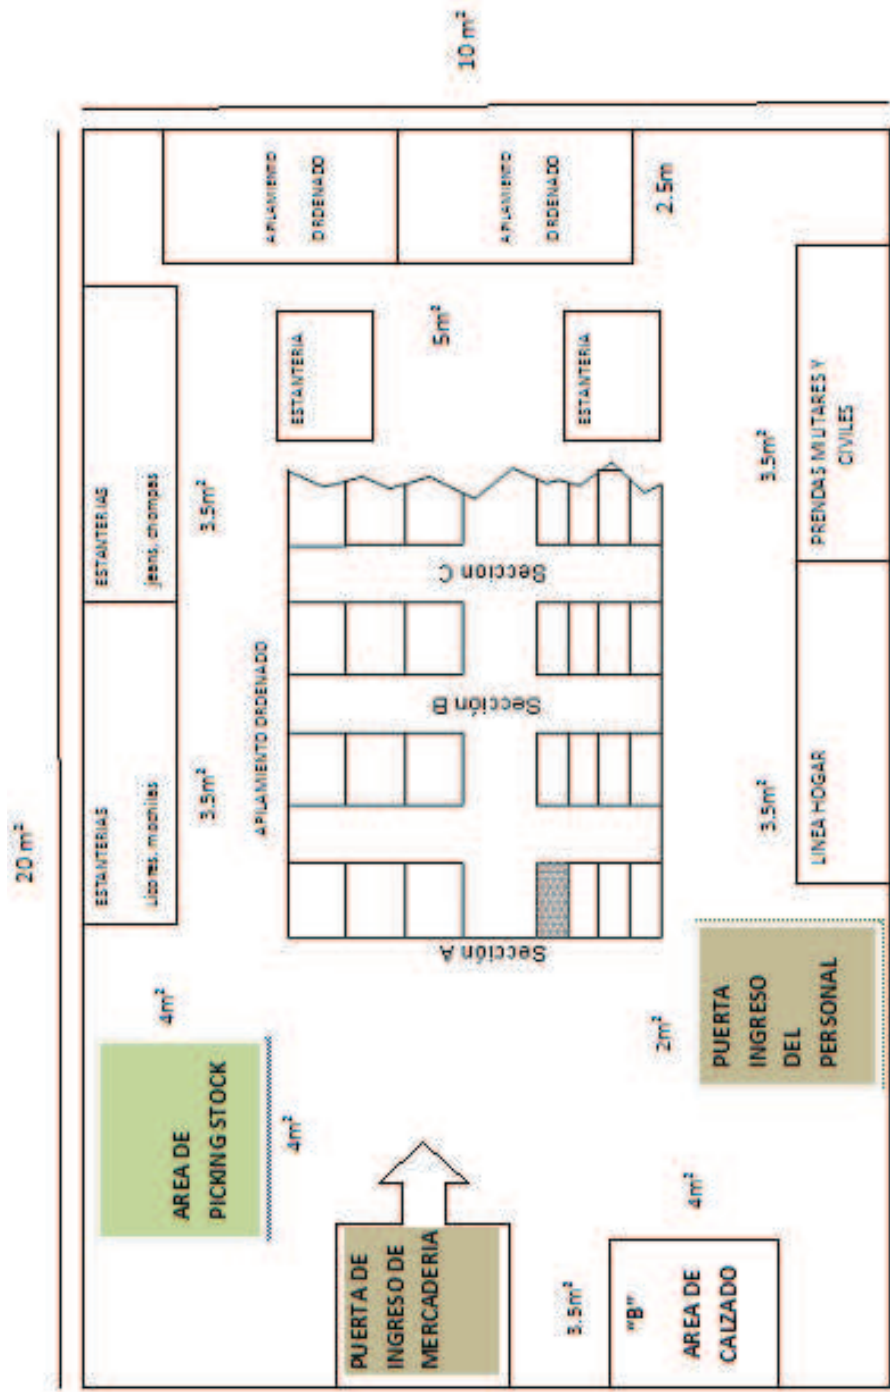 20 m²
10 m²
ESTANTERIAS
Licores, mochilas
ESTANTERIAS
jeans, chompas
APILAMIENTO
ORDENADO
APILAMIENTO
ORDENADO
AREA DE
PICKING STOCK
4m²
4m²
3.5m²
3.5m²
APILAMIENTO ORDENADO
ESTANTERIA
5m²
ESTANTERIA
2.5m
PUERTA DE
INGRESO DE
MERCADERIA
Sección A
Sección B
Seccion C
3.5m²
"B"
AREA DE
CALZADO
4m²
2m²
PUERTA
INGRESO
DEL
PERSONAL
3.5m²
LINEA HOGAR
3.5m²
PRENDAS MILITARES Y
CIVILES